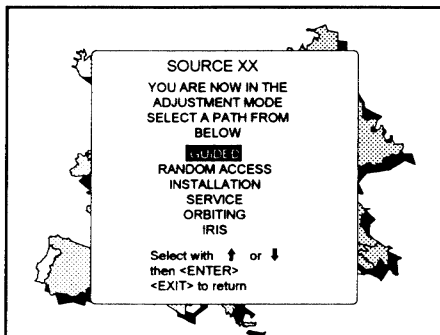 SOURCE XX
YOU ARE NOW IN THE
ADJUSTMENT MODE
SELECT A PATH FROM
BELOW
GUIDED
RANDOM ACCESS
INSTALLATION
SERVICE
ORBITING
IRIS
Select with ↑ or ↓
then <ENTER>
<EXIT> to return